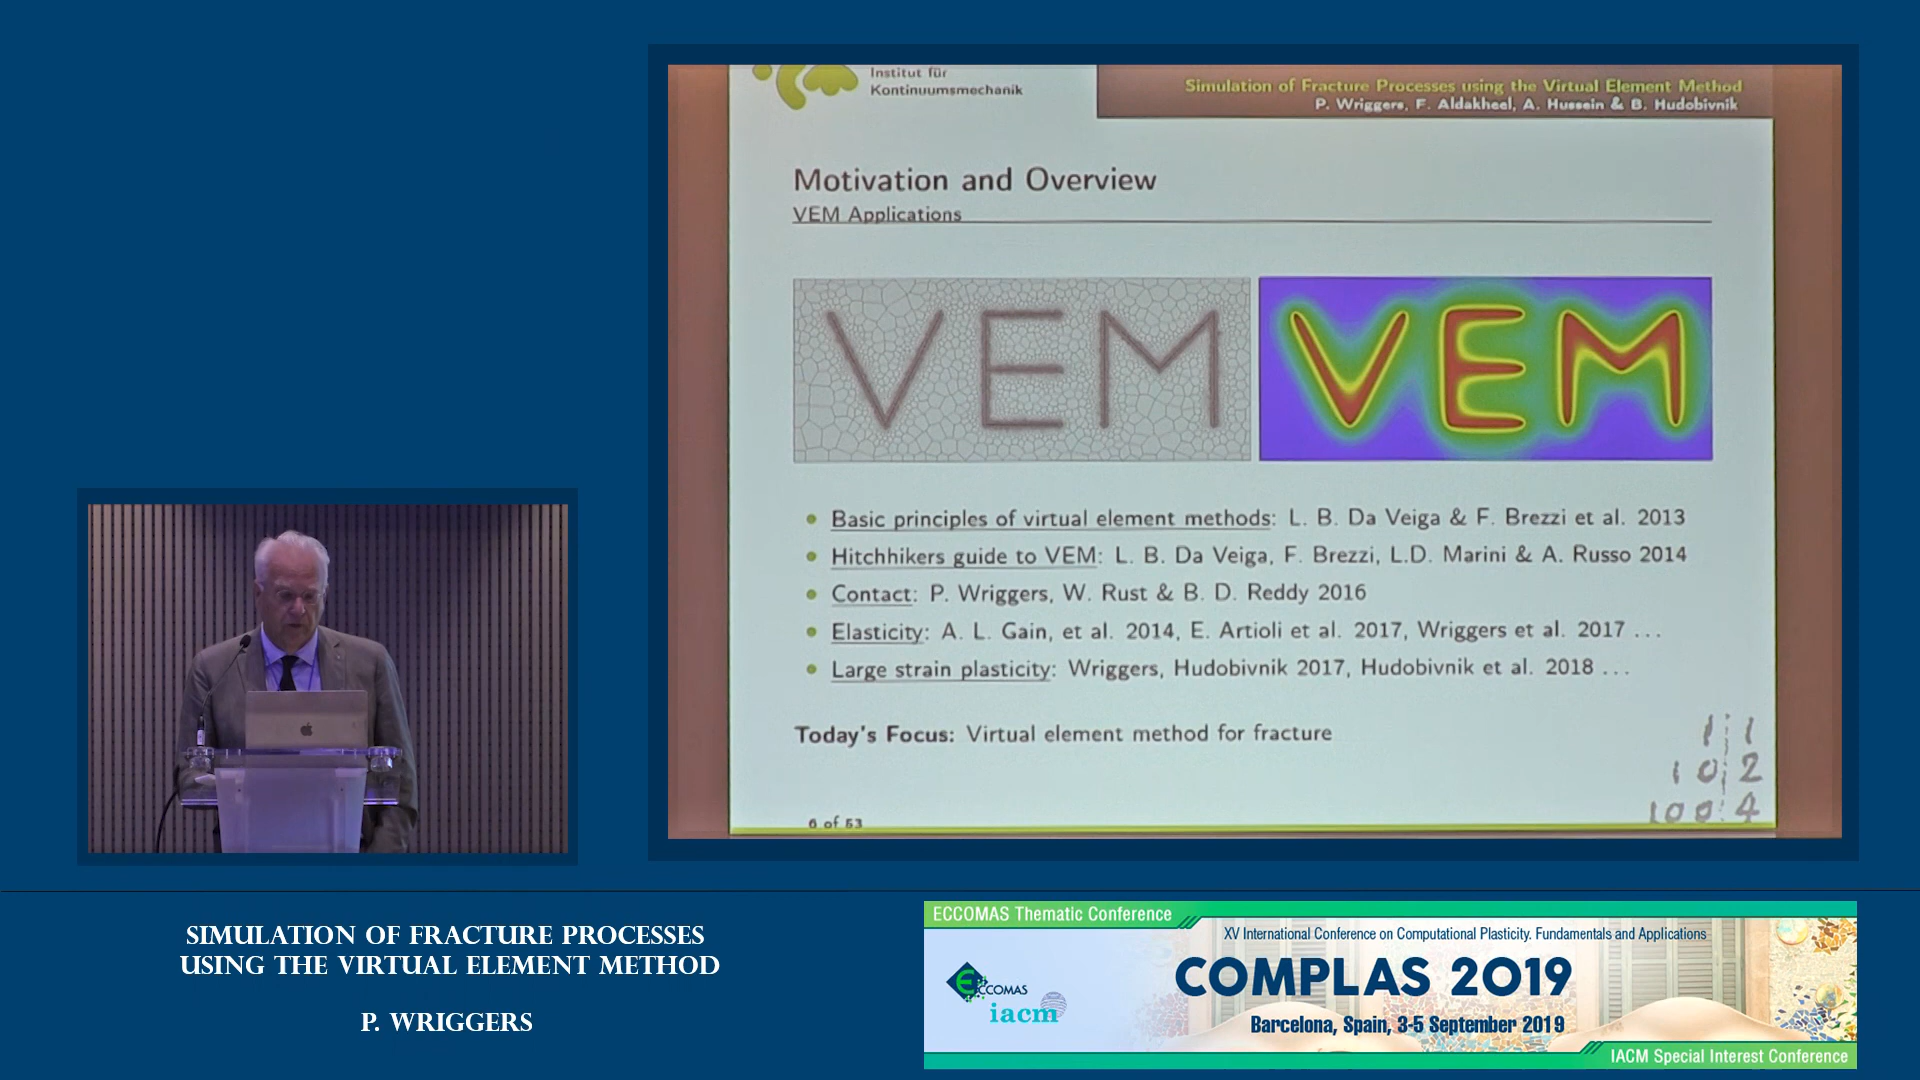 Institut für
Kontinuumsmechanik
Simulation of Fracture Processes using the Virtual Element Method
P. Wriggers, F. Aldakheel, A. Hussein & B. Hudobivnik
Motivation and Overview
VEM Applications
VEM
VEM
Basic principles of virtual element methods: L. B. Da Veiga & F. Brezzi et al. 2013
Hitchhikers guide to VEM: L. B. Da Veiga, F. Brezzi, L.D. Marini & A. Russo 2014
Contact: P. Wriggers, W. Rust & B. D. Reddy 2016
Elasticity: A. L. Gain, et al. 2014, E. Artioli et al. 2017, Wriggers et al. 2017 ...
Large strain plasticity: Wriggers, Hudobivnik 2017, Hudobivnik et al. 2018 ...
Today's Focus: Virtual element method for fracture
1 1
1 0 2
1 0 0 4
6 of 53
SIMULATION OF FRACTURE PROCESSES
USING THE VIRTUAL ELEMENT METHOD
P. WRIGGERS
ECCOMAS Thematic Conference
XV International Conference on Computational Plasticity. Fundamentals and Applications
ECCOMAS
iacm
COMPLAS 2019
Barcelona, Spain, 3-5 September 2019
IACM Special Interest Conference